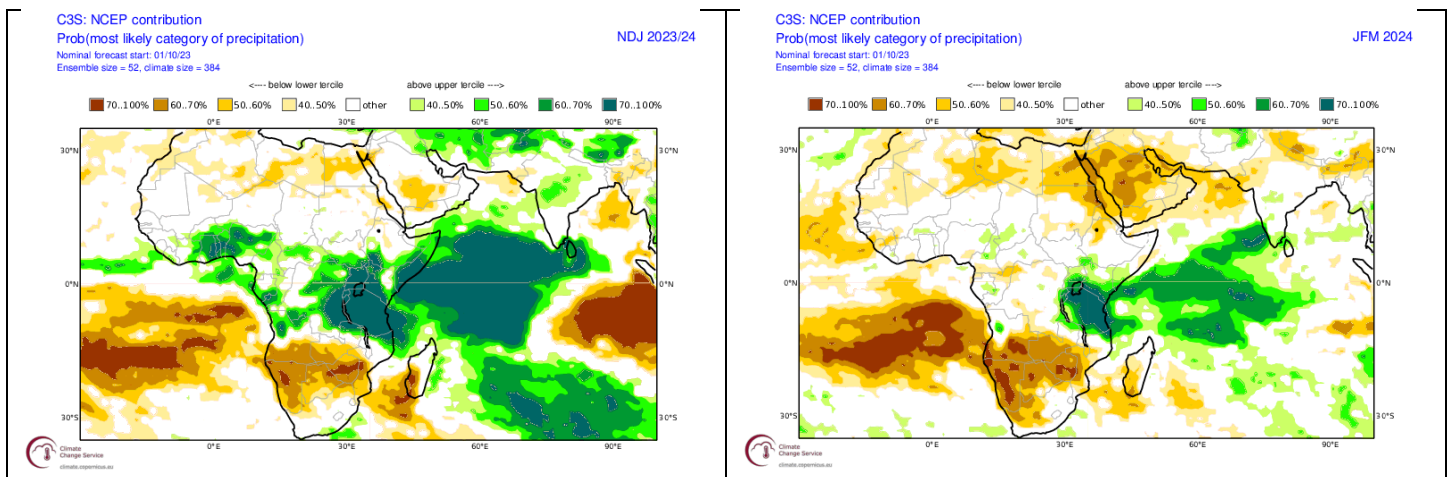 C3S: NCEP contribution
Prob(most likely category of precipitation)
NDJ 2023/24
Nominal forecast start: 01/10/23
Ensemble size = 52, climate size = 384
<---- below lower tercile
above upper tercile ---->
70..100% 60..70% 50..60% 40..50% other 40..50% 50..60% 60..70% 70..100%
0°E 30°E 60°E 90°E
30°N 30°N
0°N 0°N
30°S 30°S
0°E 30°E 60°E 90°E
Climate
Change Service
climate.copernicus.eu
C3S: NCEP contribution
Prob(most likely category of precipitation)
JFM 2024
Nominal forecast start: 01/10/23
Ensemble size = 52, climate size = 384
<---- below lower tercile
above upper tercile ---->
70..100% 60..70% 50..60% 40..50% other 40..50% 50..60% 60..70% 70..100%
0°E 30°E 60°E 90°E
30°N 30°N
0°N 0°N
30°S 30°S
0°E 30°E 60°E 90°E
Climate
Change Service
climate.copernicus.eu